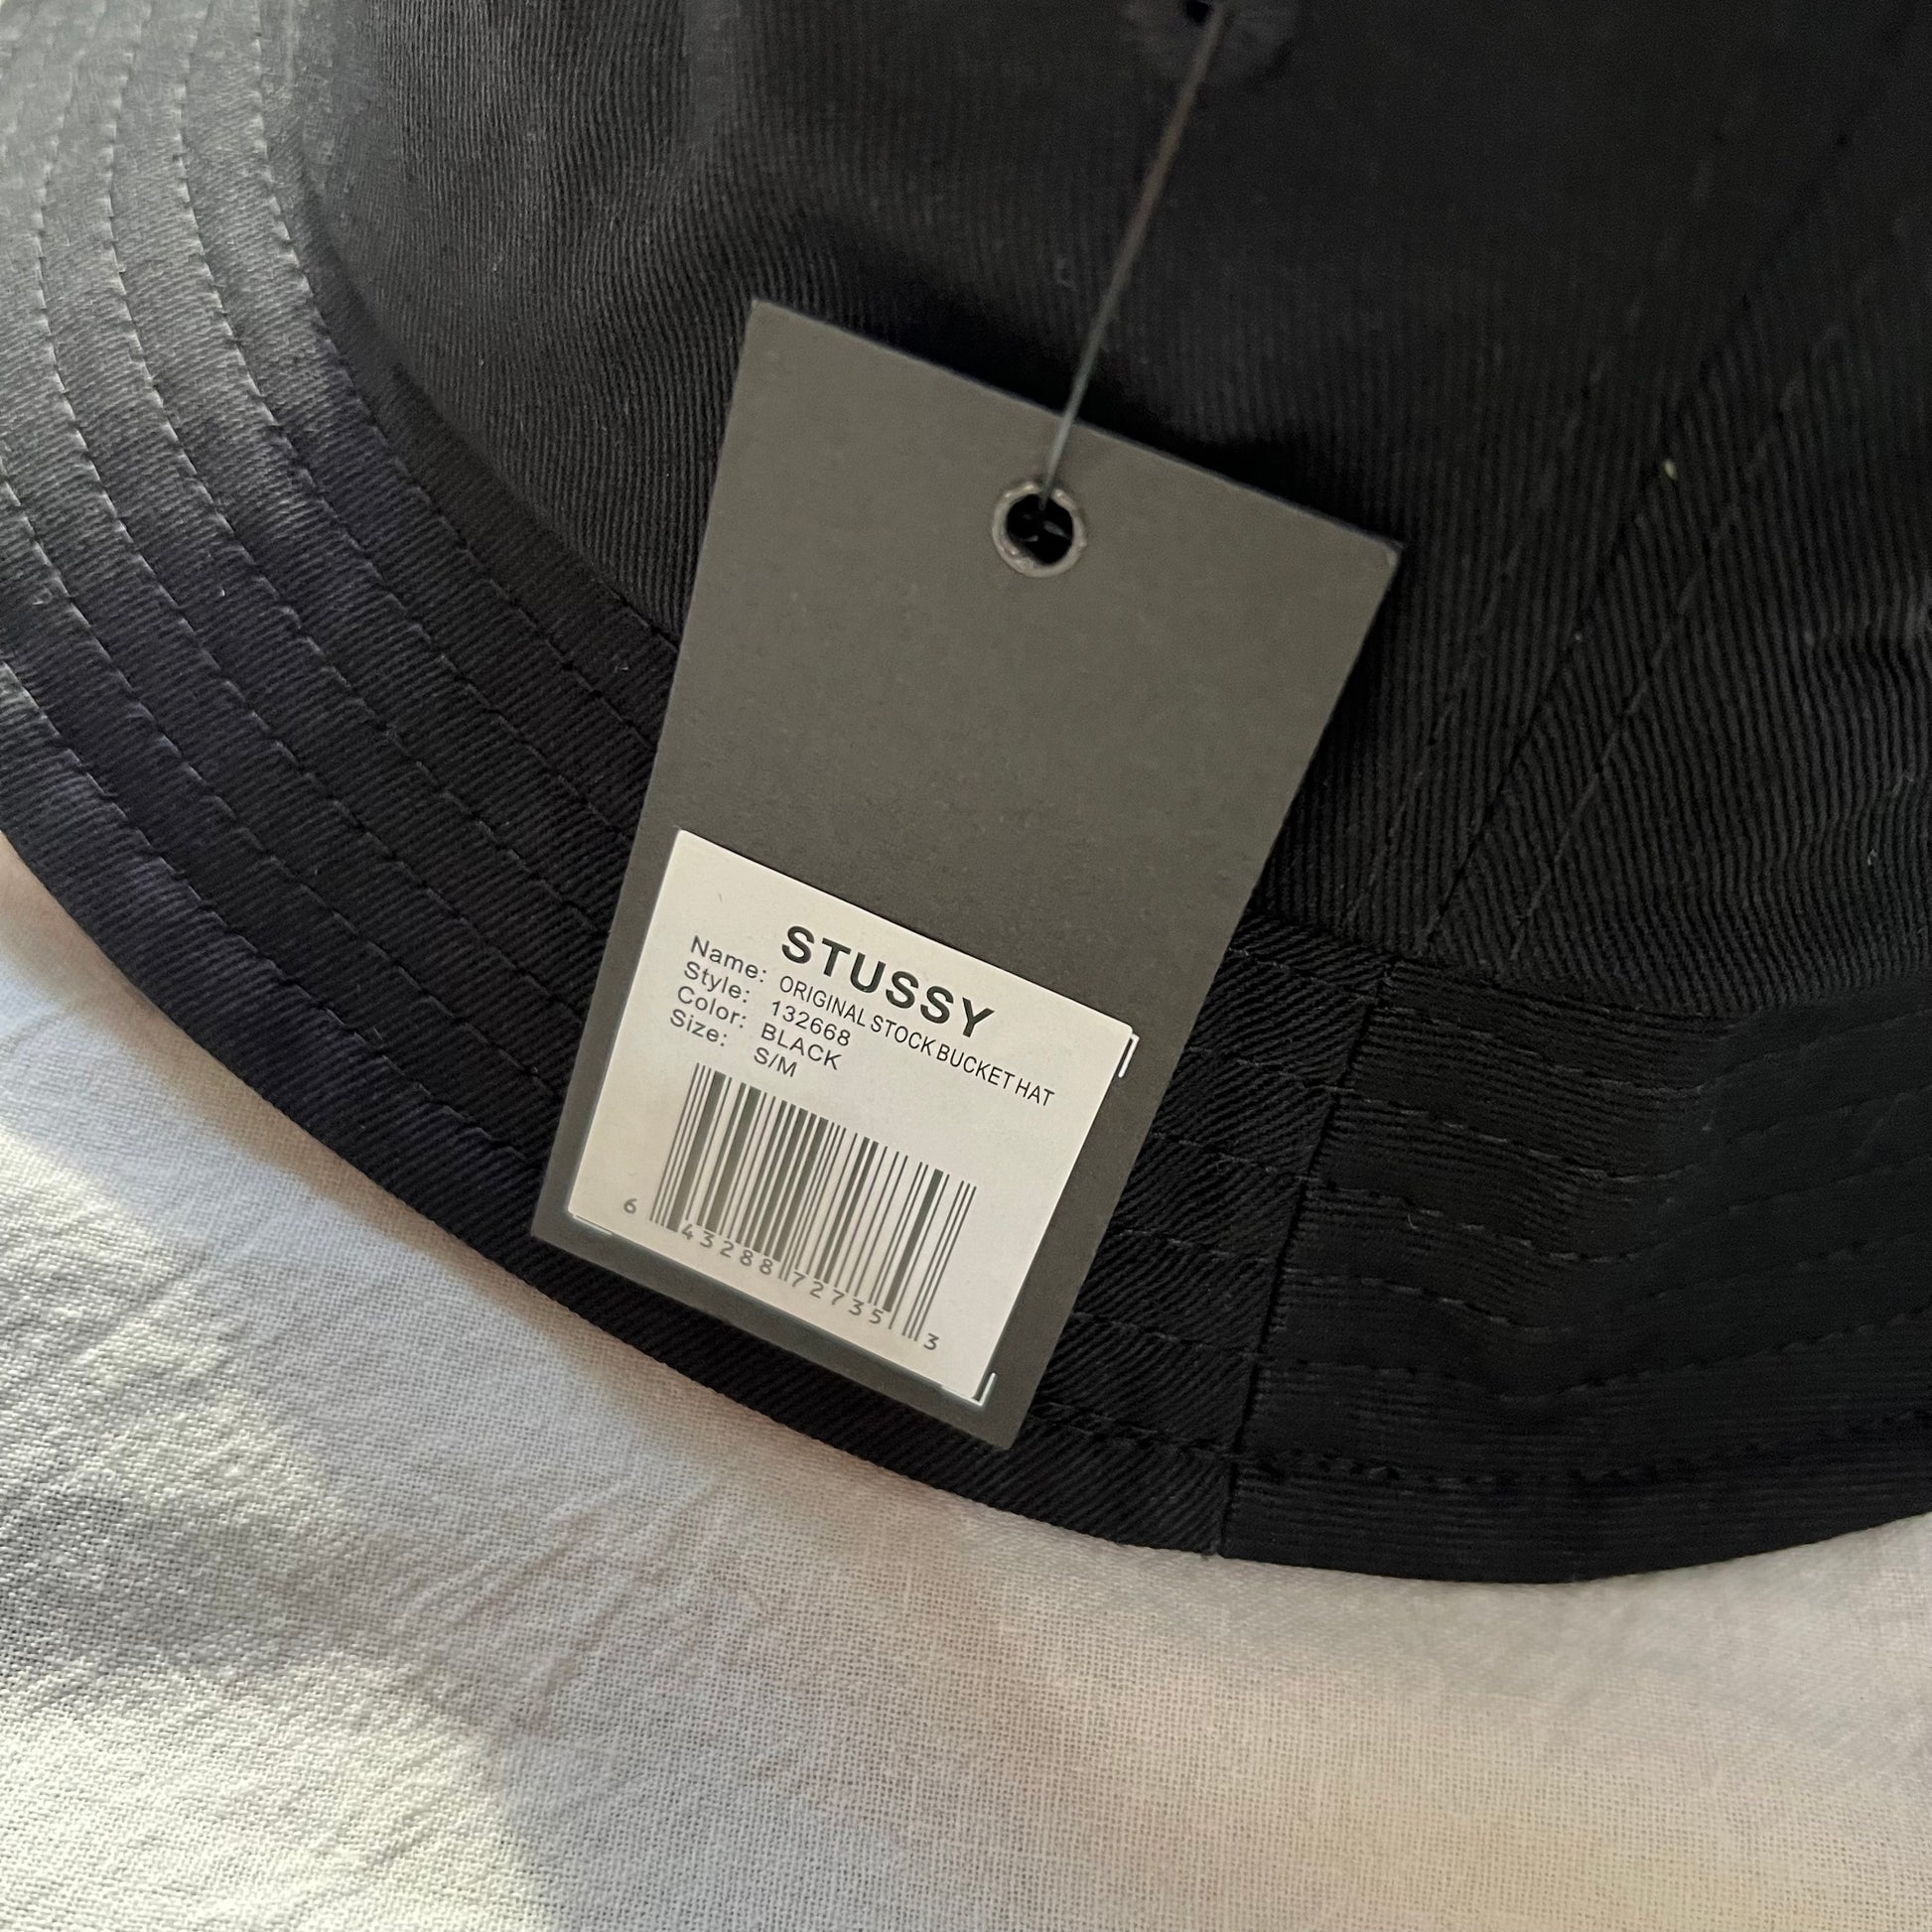 STUSSY
Name: ORIGINAL STOCK BUCKET HAT
Style: 132668
Color: BLACK
Size: S/M
6 43288 72735 3